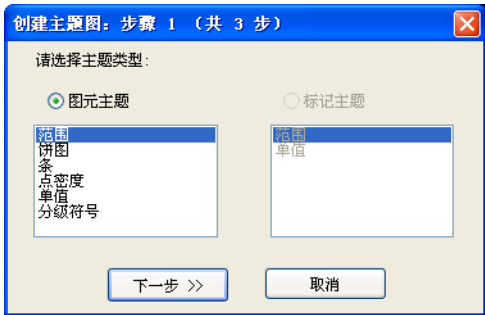 创建主题图：步骤 1 （共 3 步）
请选择主题类型：
图元主题
标记主题
范围
饼图
条
点密度
单值
分级符号
范围
单值
下一步 >>
取消